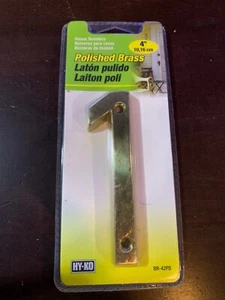 House Numbers
Números para casas
Numéros de maison
4"
10,16 cm
Polished Brass
Latón pulido
Laiton poli
HY-KO
BR-42PB